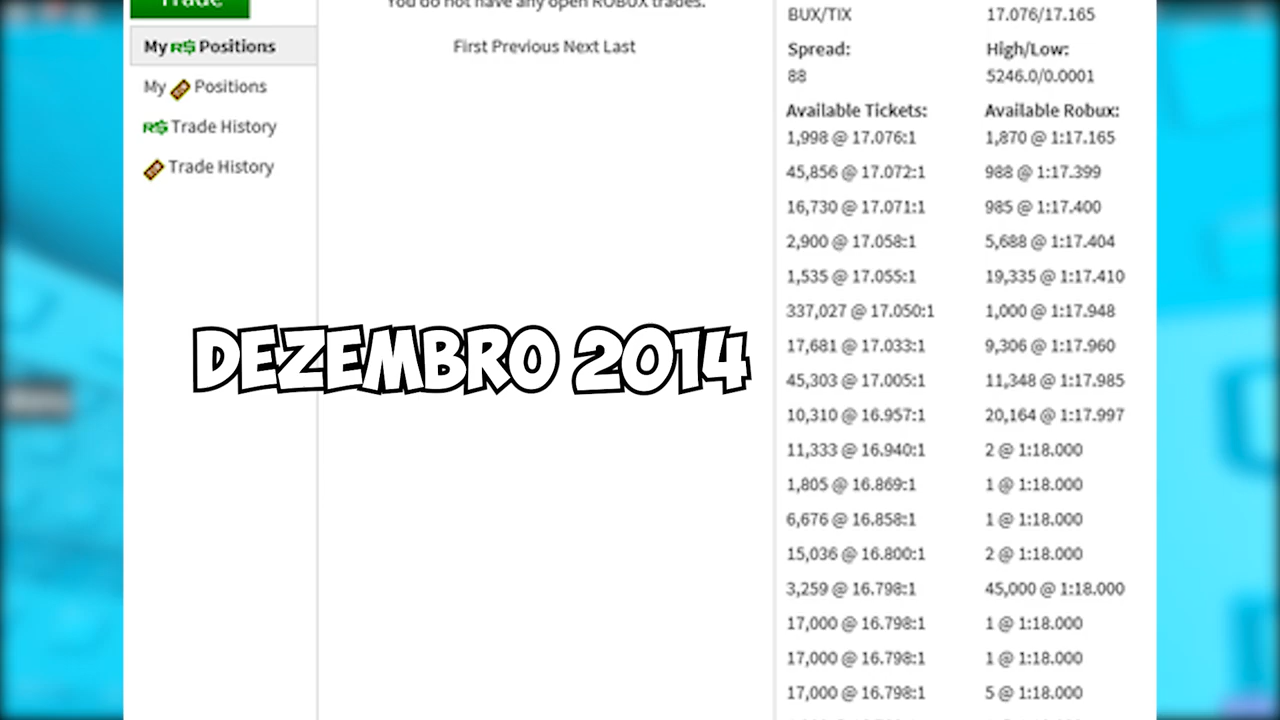 Trade
My R$ Positions
My Positions
R$ Trade History
Trade History
You do not have any open ROBUX trades.
First Previous Next Last
DEZEMBRO 2014
BUX/TIX 17.076/17.165
Spread: High/Low:
88 5246.0/0.0001
Available Tickets: Available Robux:
1,998 @ 17.076:1 1,870 @ 1:17.165
45,856 @ 17.072:1 988 @ 1:17.399
16,730 @ 17.071:1 985 @ 1:17.400
2,900 @ 17.058:1 5,688 @ 1:17.404
1,535 @ 17.055:1 19,335 @ 1:17.410
337,027 @ 17.050:1 1,000 @ 1:17.948
17,681 @ 17.033:1 9,306 @ 1:17.960
45,303 @ 17.005:1 11,348 @ 1:17.985
10,310 @ 16.957:1 20,164 @ 1:17.997
11,333 @ 16.940:1 2 @ 1:18.000
1,805 @ 16.869:1 1 @ 1:18.000
6,676 @ 16.858:1 1 @ 1:18.000
15,036 @ 16.800:1 2 @ 1:18.000
3,259 @ 16.798:1 45,000 @ 1:18.000
17,000 @ 16.798:1 1 @ 1:18.000
17,000 @ 16.798:1 1 @ 1:18.000
17,000 @ 16.798:1 5 @ 1:18.000